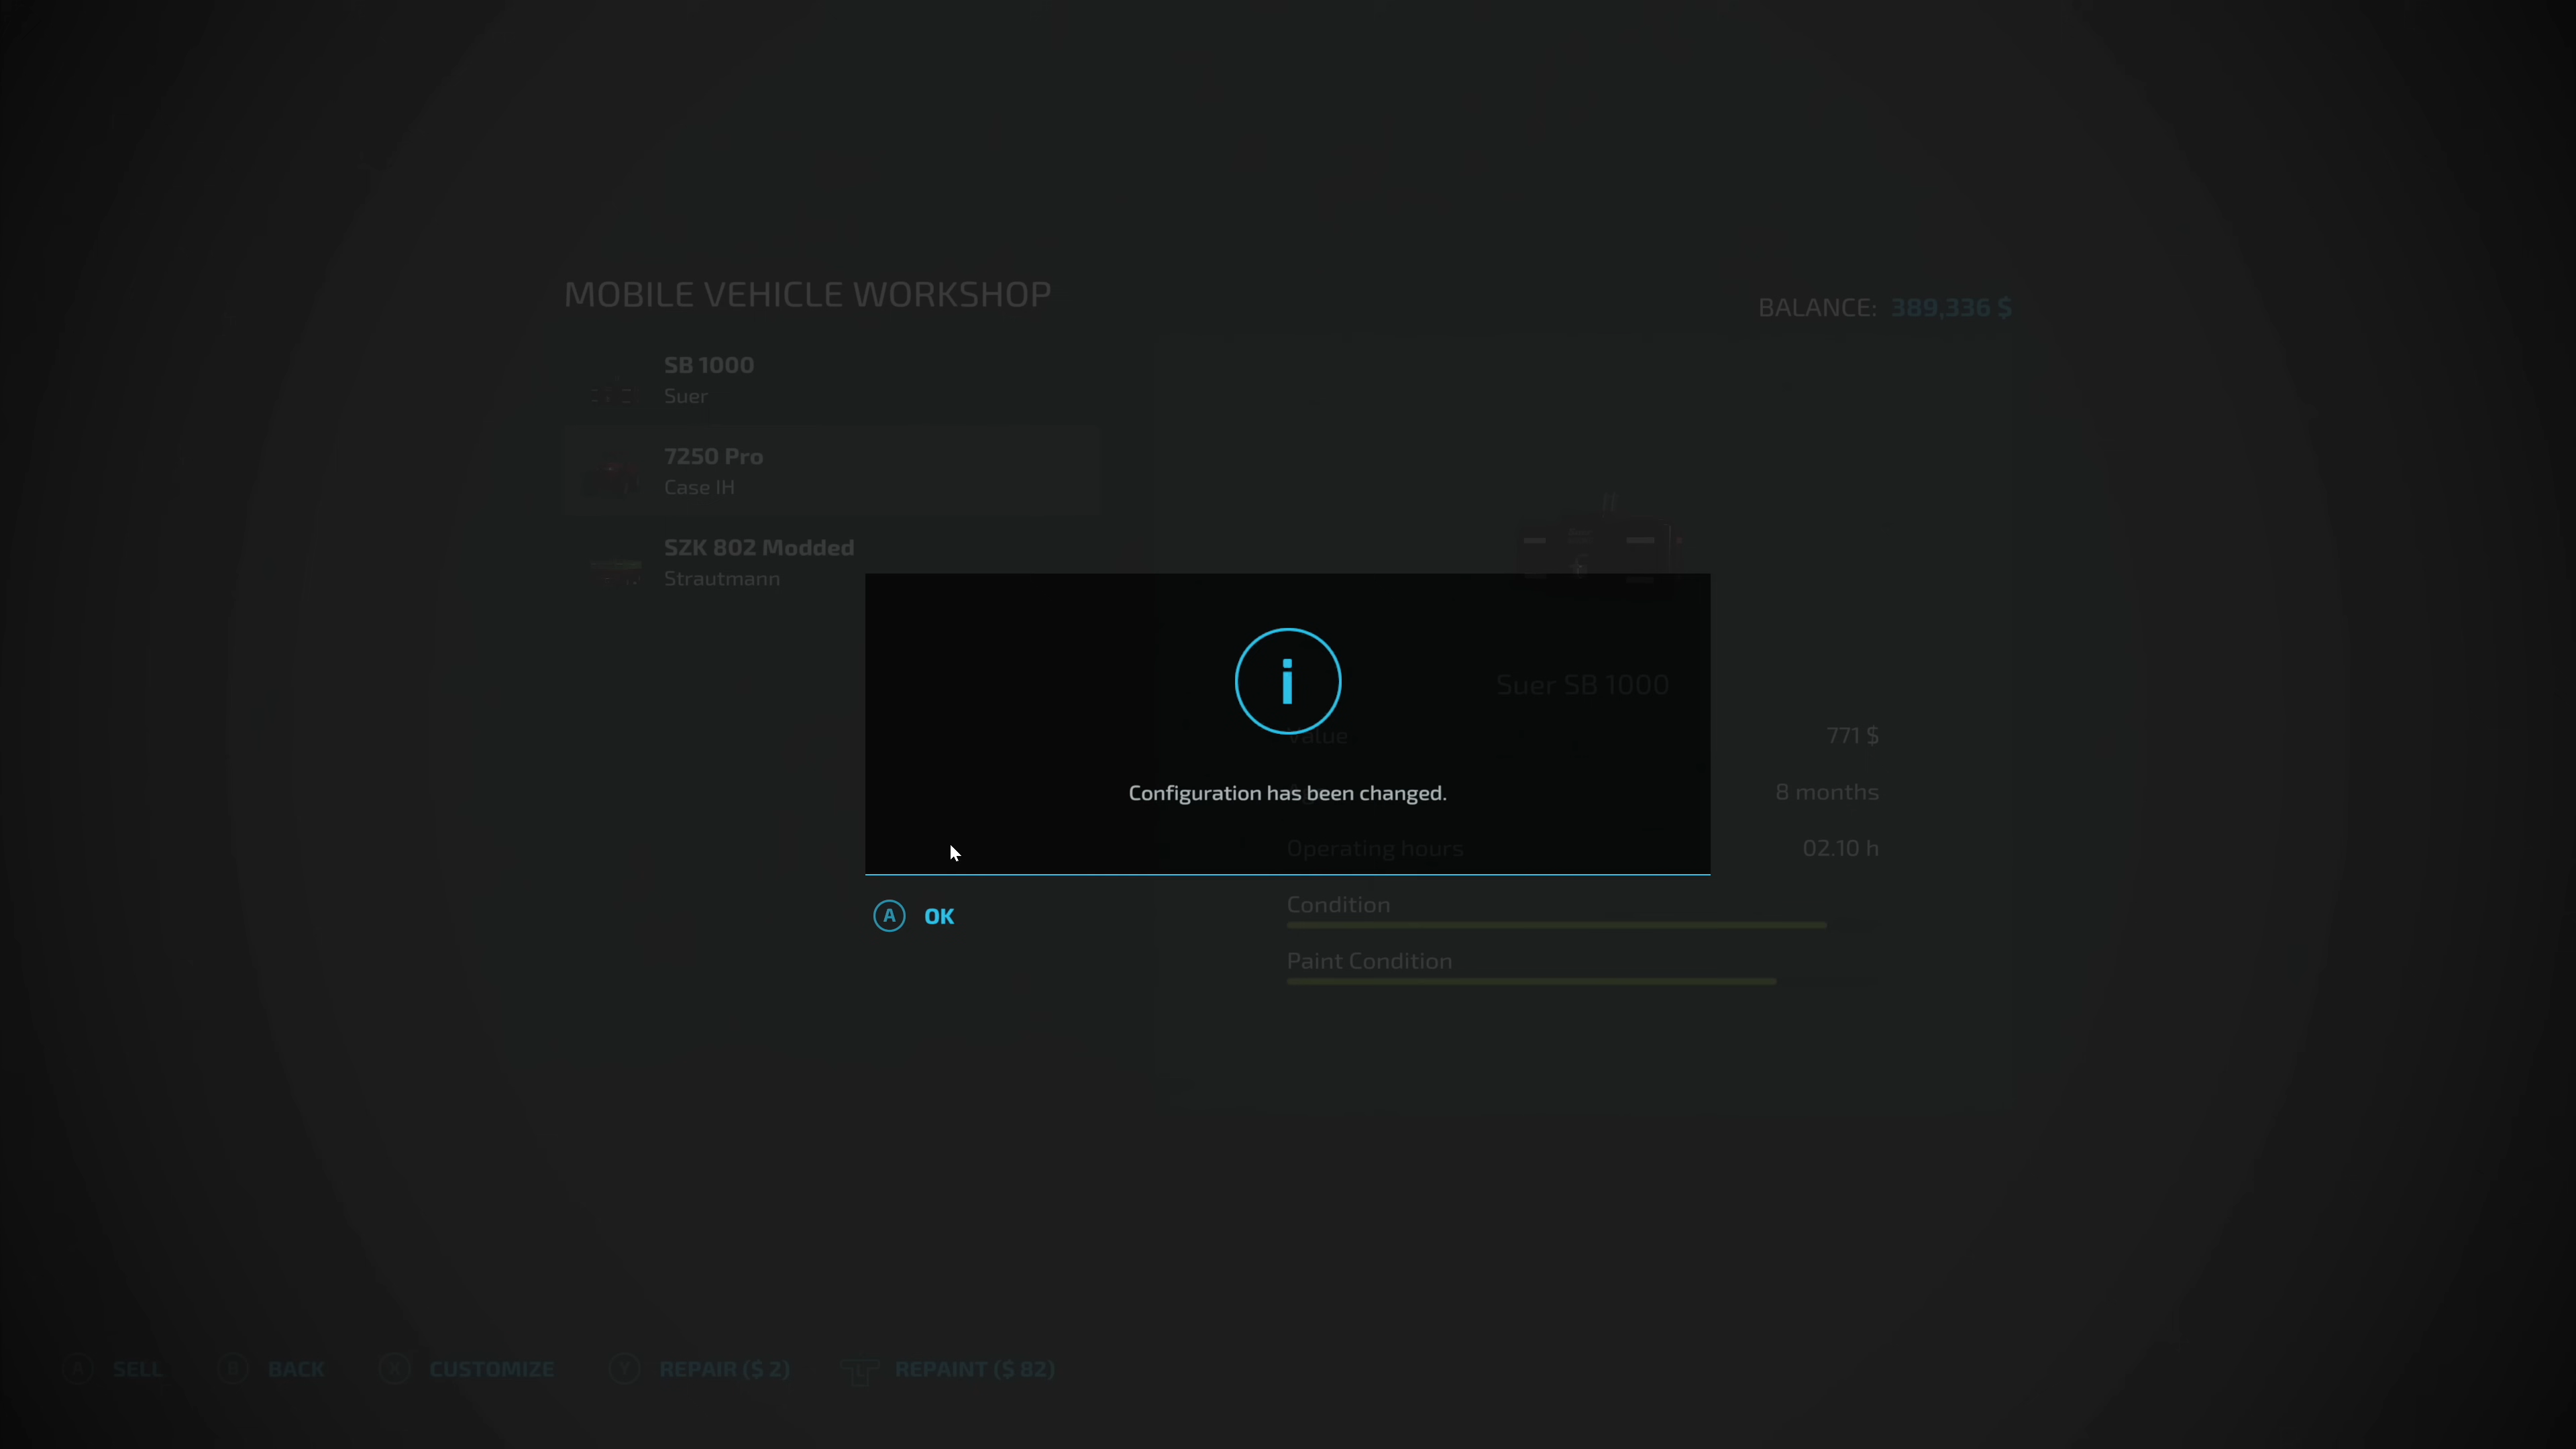 MOBILE VEHICLE WORKSHOP
BALANCE: 389,336 $
SB 1000
Suer
7250 Pro
Case IH
SZK 802 Modded
Strautmann
i
Suer SB 1000
Value 771 $
Configuration has been changed.
8 months
Operating hours 02.10 h
A OK
Condition
Paint Condition
A SELL B BACK X CUSTOMIZE Y REPAIR ($ 2) REPAINT ($ 82)